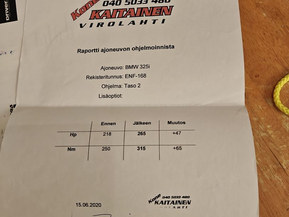 040 5033 480
KAITAINEN
VIROLAHTI
Raportti ajoneuvon ohjelmoinnista
Ajoneuvo: BMW 325i
Rekisteritunnus: ENF-168
Ohjelma: Taso 2
Lisäoptiot:
Ennen Jälkeen Muutos
Hp 218 265 +47
Nm 250 315 +65
15.06.2020
KAITAINEN